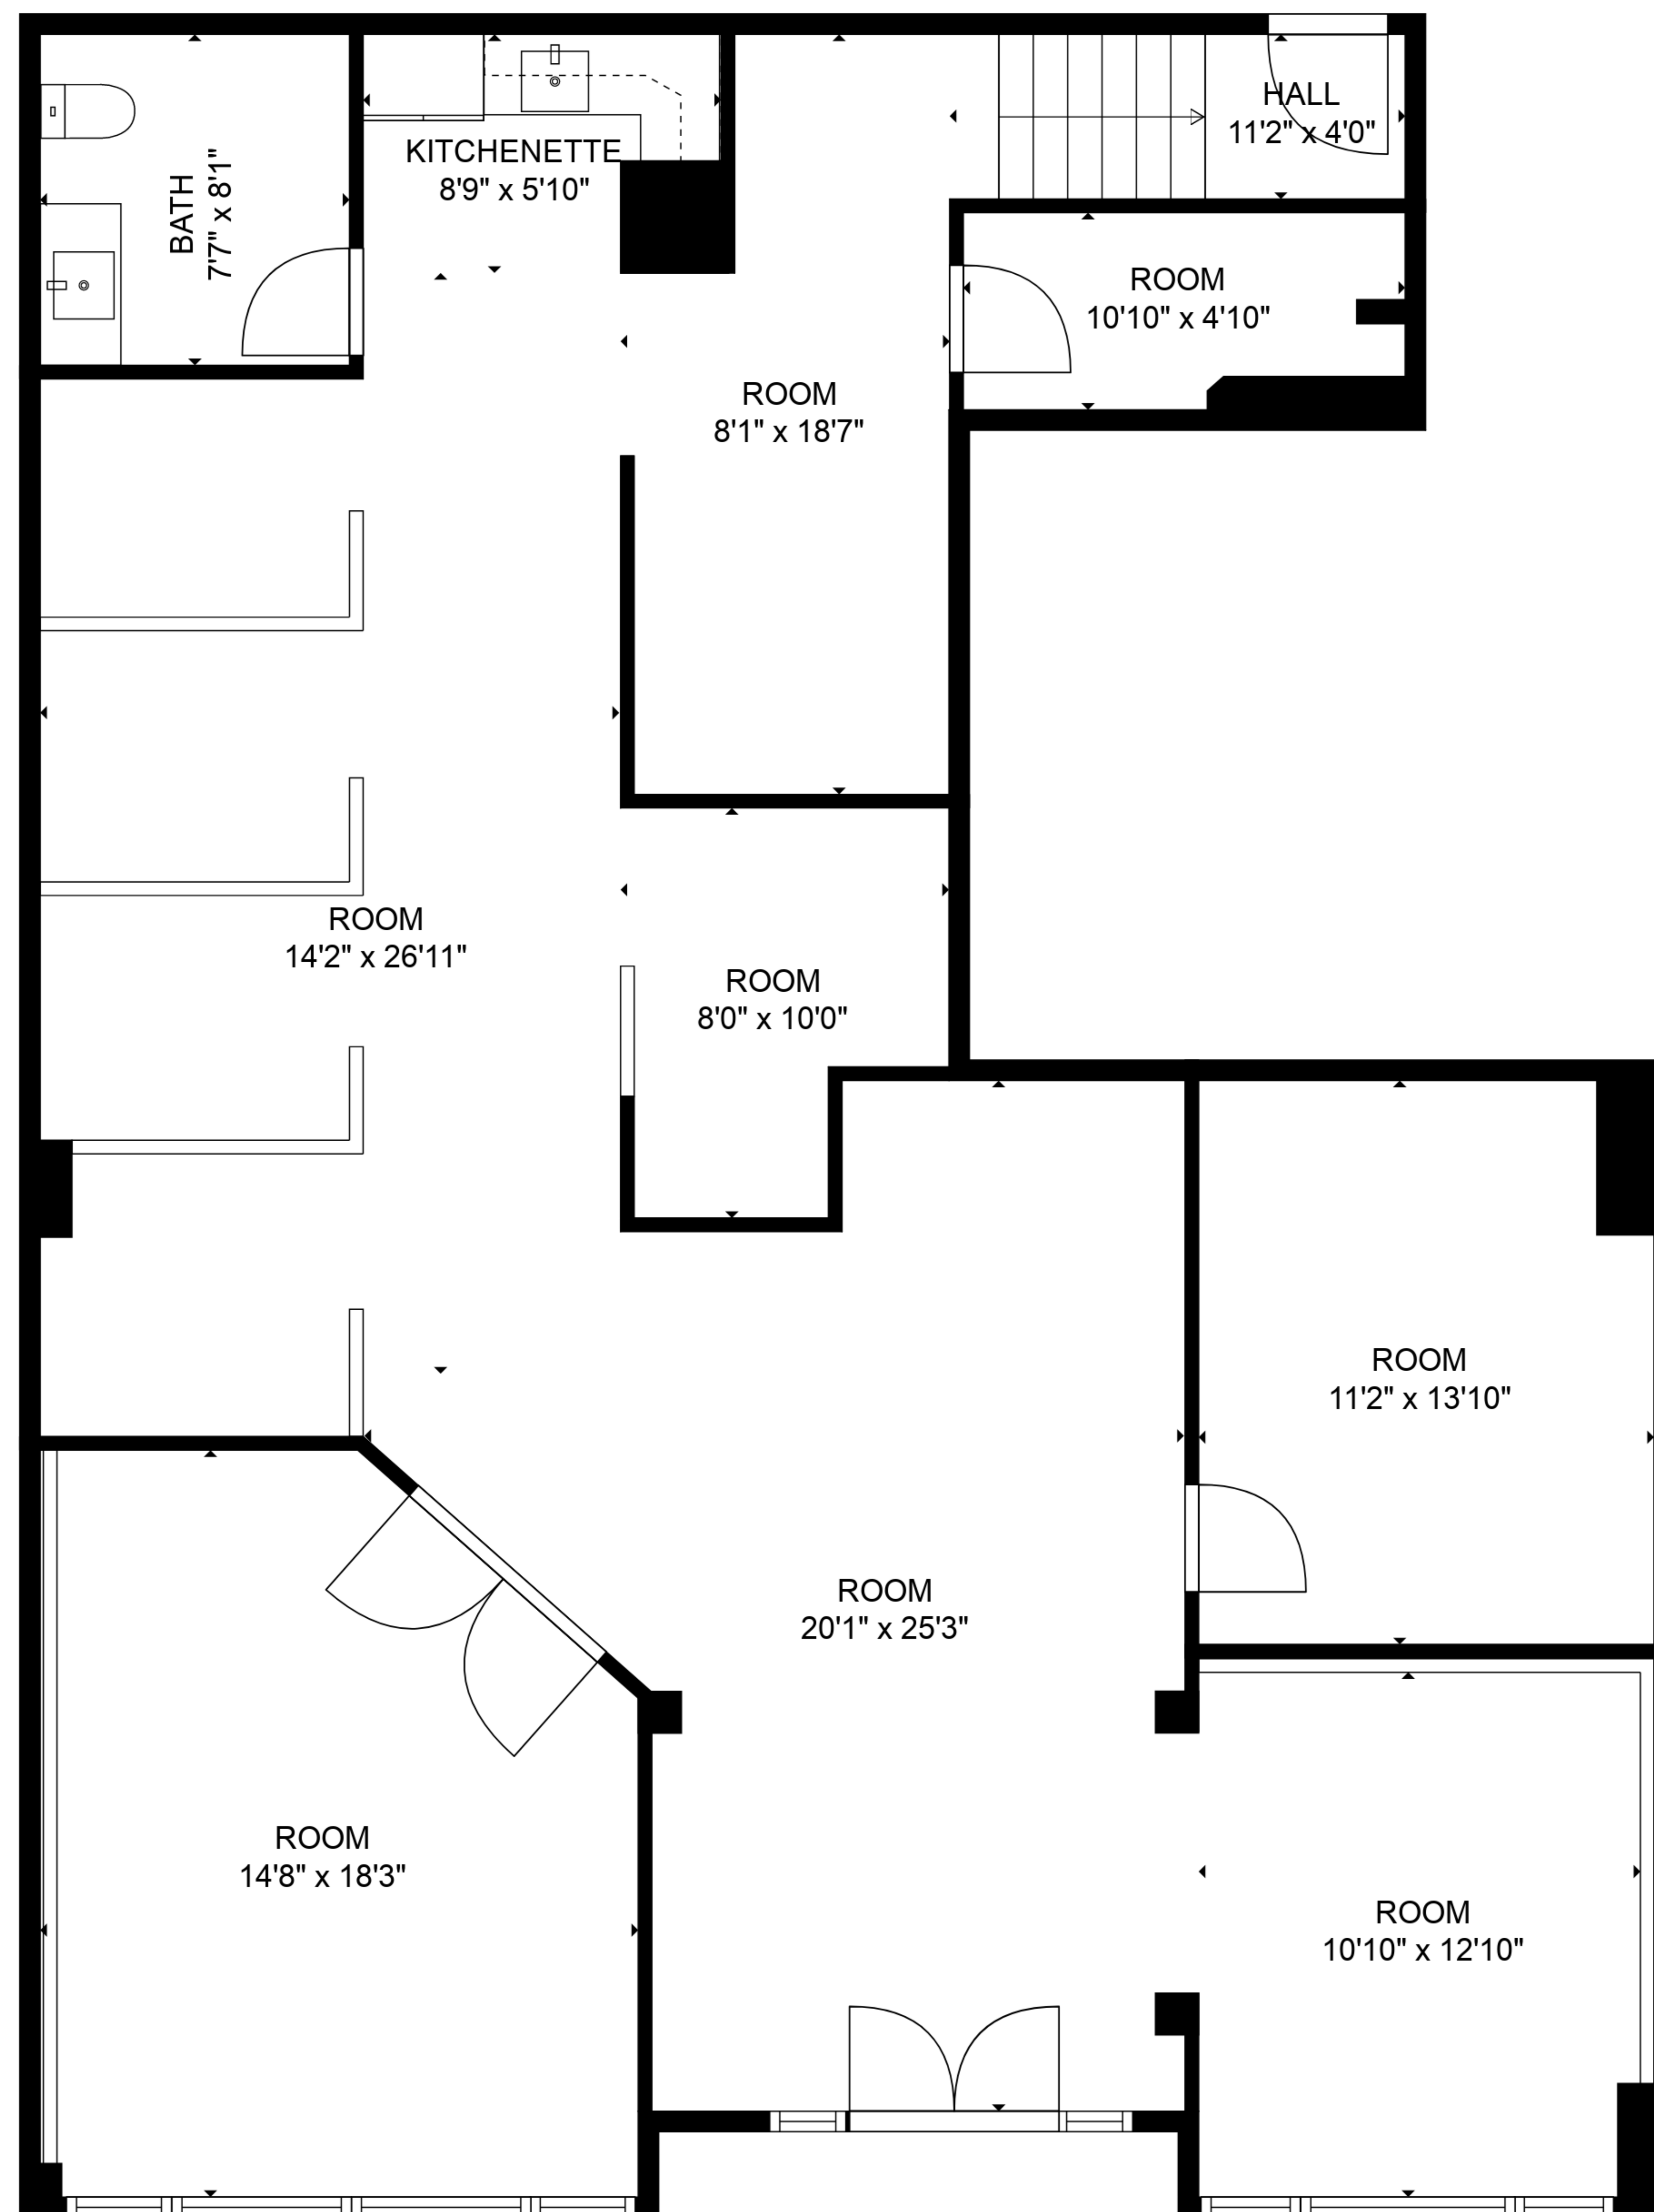 HALL
11'2" x 4'0"
KITCHENETTE
8'9" x 5'10"
BATH
7'7" x 8'1"
ROOM
10'10" x 4'10"
ROOM
8'1" x 18'7"
ROOM
14'2" x 26'11"
ROOM
8'0" x 10'0"
ROOM
11'2" x 13'10"
ROOM
20'1" x 25'3"
ROOM
14'8" x 18'3"
ROOM
10'10" x 12'10"